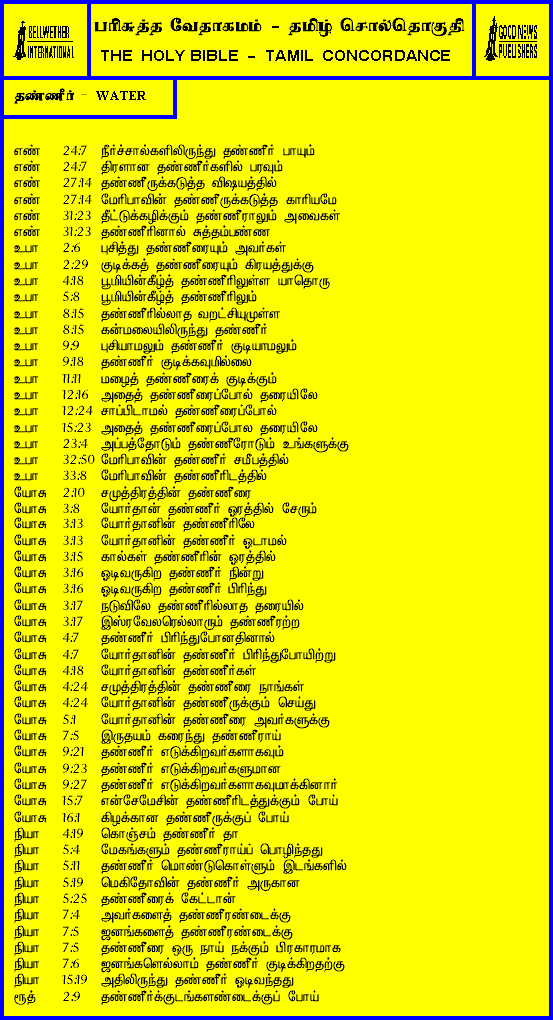 BELLWETHER
INTERNATIONAL
பரிசுத்த வேதாகமம் - தமிழ் சொல்தொகுதி
THE HOLY BIBLE - TAMIL CONCORDANCE
GOOD NEWS
PUBLISHERS
தண்ணீர் - WATER
எண் 24:7 நீர்ச்சால்களிலிருந்து தண்ணீர் பாயும்
எண் 24:7 திரளான தண்ணீர்களில் பரவும்
எண் 27:14 தண்ணீருக்கடுத்த விஷயத்தில்
எண் 27:14 மேரிபாவின் தண்ணீருக்கடுத்த காரியமே
எண் 31:23 தீட்டுக்கழிக்கும் தண்ணீராலும் அவைகள்
எண் 31:23 தண்ணீரினால் சுத்தம்பண்ண
உபா 2:6 புசித்து தண்ணீரையும் அவர்கள்
உபா 2:29 குடிக்கத் தண்ணீரையும் கிரயத்துக்கு
உபா 4:18 பூமியின்கீழ்த் தண்ணீரிலுள்ள யாதொரு
உபா 5:8 பூமியின்கீழ்த் தண்ணீரிலும்
உபா 8:15 தண்ணீரில்லாத வறட்சியுமுள்ள
உபா 8:15 கன்மலையிலிருந்து தண்ணீர்
உபா 9:9 புசியாமலும் தண்ணீர் குடியாமலும்
உபா 9:18 தண்ணீர் குடிக்கவுமில்லை
உபா 11:11 மழைத் தண்ணீரைக் குடிக்கும்
உபா 12:16 அதைத் தண்ணீரைப்போல் தரையிலே
உபா 12:24 சாப்பிடாமல் தண்ணீரைப்போல்
உபா 15:23 அதைத் தண்ணீரைப்போல தரையிலே
உபா 23:4 அப்பத்தோடும் தண்ணீரோடும் உங்களுக்கு
உபா 32:50 மேரிபாவின் தண்ணீர் சமீபத்தில்
உபா 33:8 மேரிபாவின் தண்ணீரிடத்தில்
யோசு 2:10 சமுத்திரத்தின் தண்ணீரை
யோசு 3:8 யோர்தான் தண்ணீர் ஓரத்தில் சேரும்
யோசு 3:13 யோர்தானின் தண்ணீரிலே
யோசு 3:13 யோர்தானின் தண்ணீர் ஓடாமல்
யோசு 3:15 கால்கள் தண்ணீரின் ஓரத்தில்
யோசு 3:16 ஓடிவருகிற தண்ணீர் நின்று
யோசு 3:16 ஓடிவருகிற தண்ணீர் பிரிந்து
யோசு 3:17 நடுவிலே தண்ணீரில்லாத தரையில்
யோசு 3:17 இஸ்ரவேலரெல்லாரும் தண்ணீரற்ற
யோசு 4:7 தண்ணீர் பிரிந்துபோனதினால்
யோசு 4:7 யோர்தானின் தண்ணீர் பிரிந்துபோயிற்று
யோசு 4:18 யோர்தானின் தண்ணீர்கள்
யோசு 4:24 சமுத்திரத்தின் தண்ணீரை நாங்கள்
யோசு 4:24 யோர்தானின் தண்ணீருக்கும் செய்து
யோசு 5:1 யோர்தானின் தண்ணீரை அவர்களுக்கு
யோசு 7:5 இருதயம் கரைந்து தண்ணீராய்
யோசு 9:21 தண்ணீர் எடுக்கிறவர்களாகவும்
யோசு 9:23 தண்ணீர் எடுக்கிறவர்களுமான
யோசு 9:27 தண்ணீர் எடுக்கிறவர்களாகவுமாக்கினார்
யோசு 15:7 என்சேமேசின் தண்ணீரிடத்துக்கும் போய்
யோசு 16:1 கிழக்கான தண்ணீருக்குப் போய்
நியா 4:19 கொஞ்சம் தண்ணீர் தா
நியா 5:4 மேகங்களும் தண்ணீராய்ப் பொழிந்தது
நியா 5:11 தண்ணீர் மொண்டுகொள்ளும் இடங்களில்
நியா 5:19 மெகிதோவின் தண்ணீர் அருகான
நியா 5:25 தண்ணீரைக் கேட்டான்
நியா 7:4 அவர்களைத் தண்ணீரண்டைக்கு
நியா 7:5 ஜனங்களைத் தண்ணீரண்டைக்கு
நியா 7:5 தண்ணீரை ஒரு நாய் நக்கும் பிரகாரமாக
நியா 7:6 ஜனங்களெல்லாம் தண்ணீர் குடிக்கிறதற்கு
நியா 15:19 அதிலிருந்து தண்ணீர் ஓடிவந்தது
ரூத் 2:9 தண்ணீர்க்குடங்களண்டைக்குப் போய்